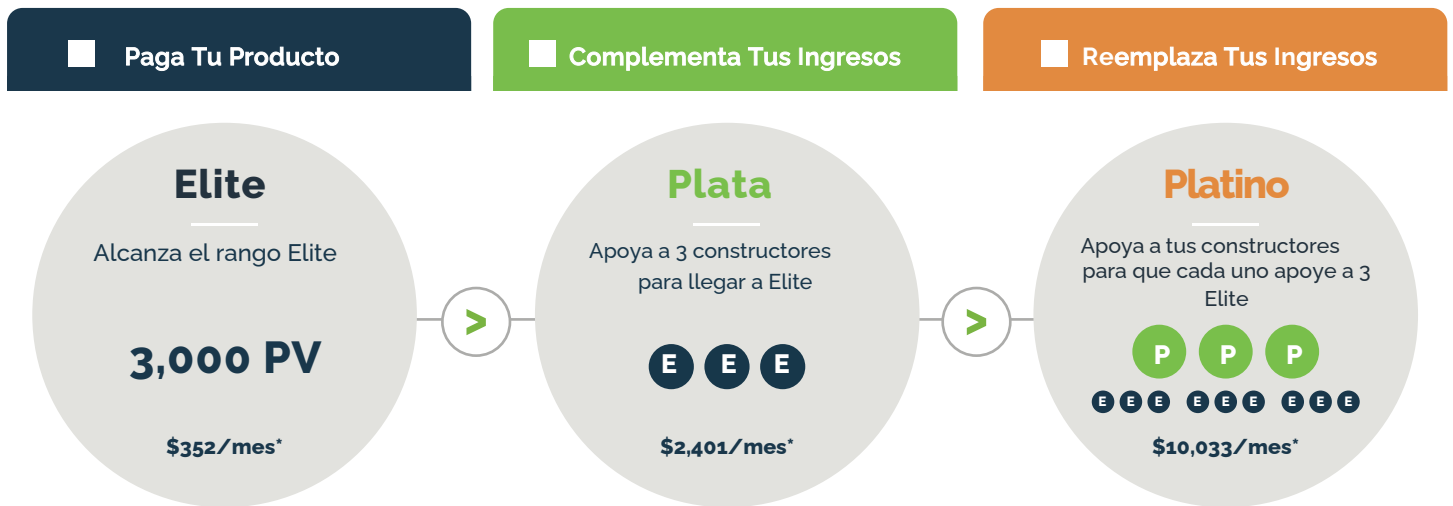 Paga Tu Producto
Complementa Tus Ingresos
Reemplaza Tus Ingresos
Elite
Alcanza el rango Elite
3,000 PV
$352/mes*
>
Plata
Apoya a 3 constructores
para llegar a Elite
E E E
$2,401/mes*
>
Platino
Apoya a tus constructores
para que cada uno apoye a 3
Elite
P P P
E E E E E E E E E
$10,033/mes*